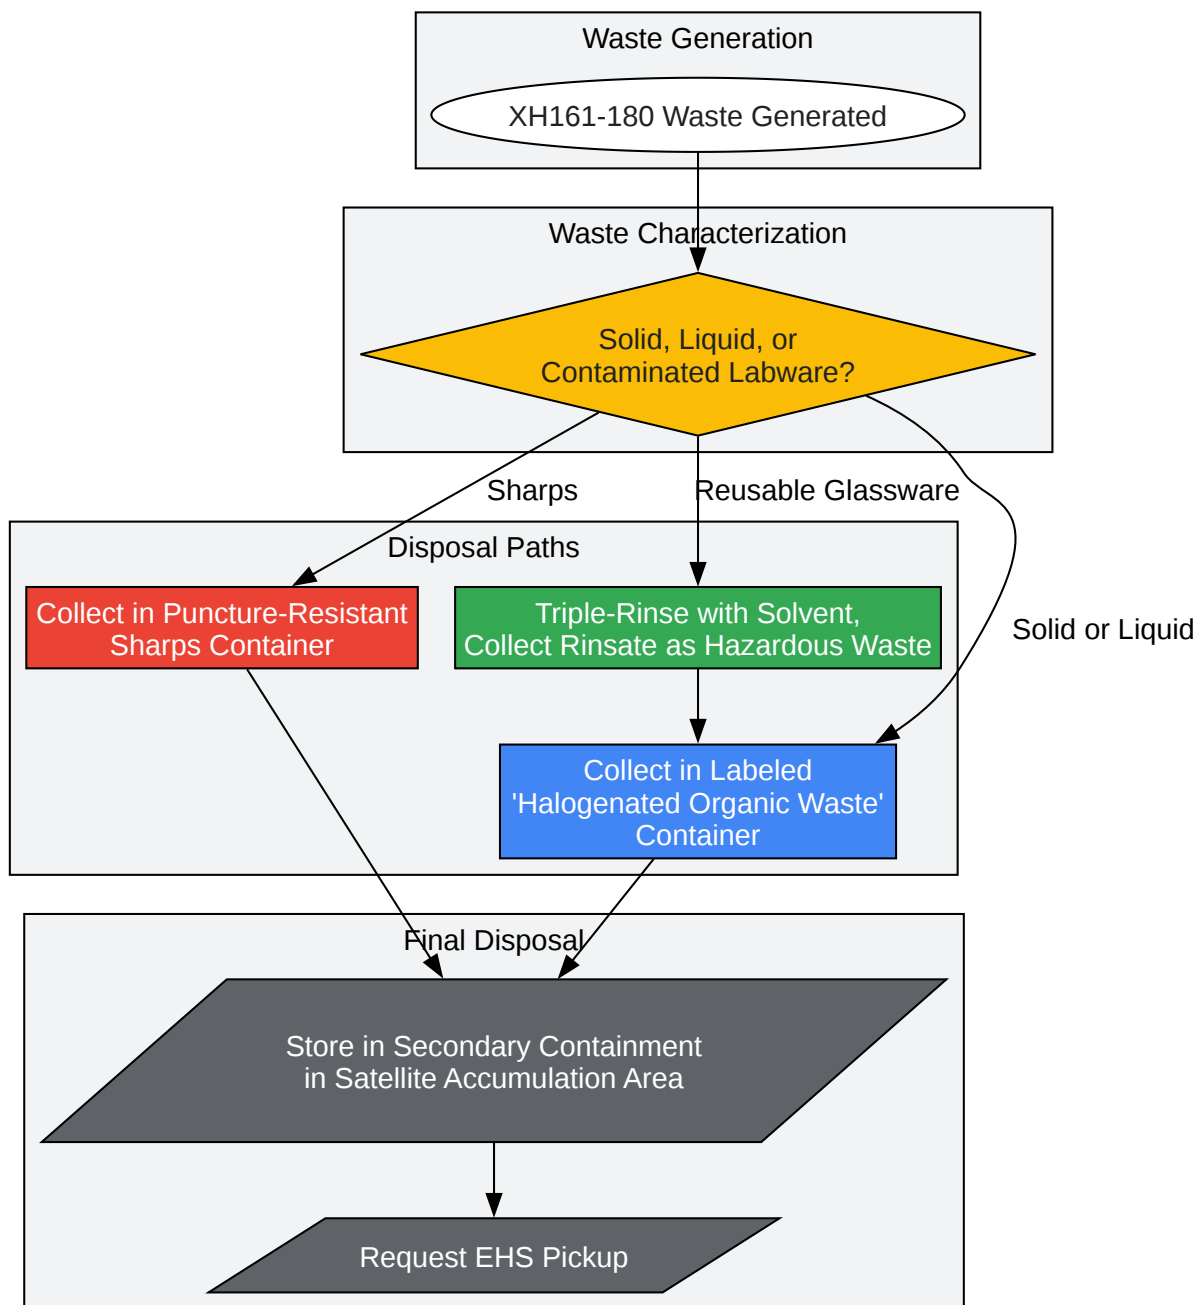 Waste Generation
XH161-180 Waste Generated
Waste Characterization
Solid, Liquid, or
Contaminated Labware?
Sharps
Reusable Glassware
Disposal Paths
Collect in Puncture-Resistant
Sharps Container
Triple-Rinse with Solvent,
Collect Rinsate as Hazardous Waste
Solid or Liquid
Collect in Labeled
'Halogenated Organic Waste'
Container
Final Disposal
Store in Secondary Containment
in Satellite Accumulation Area
Request EHS Pickup